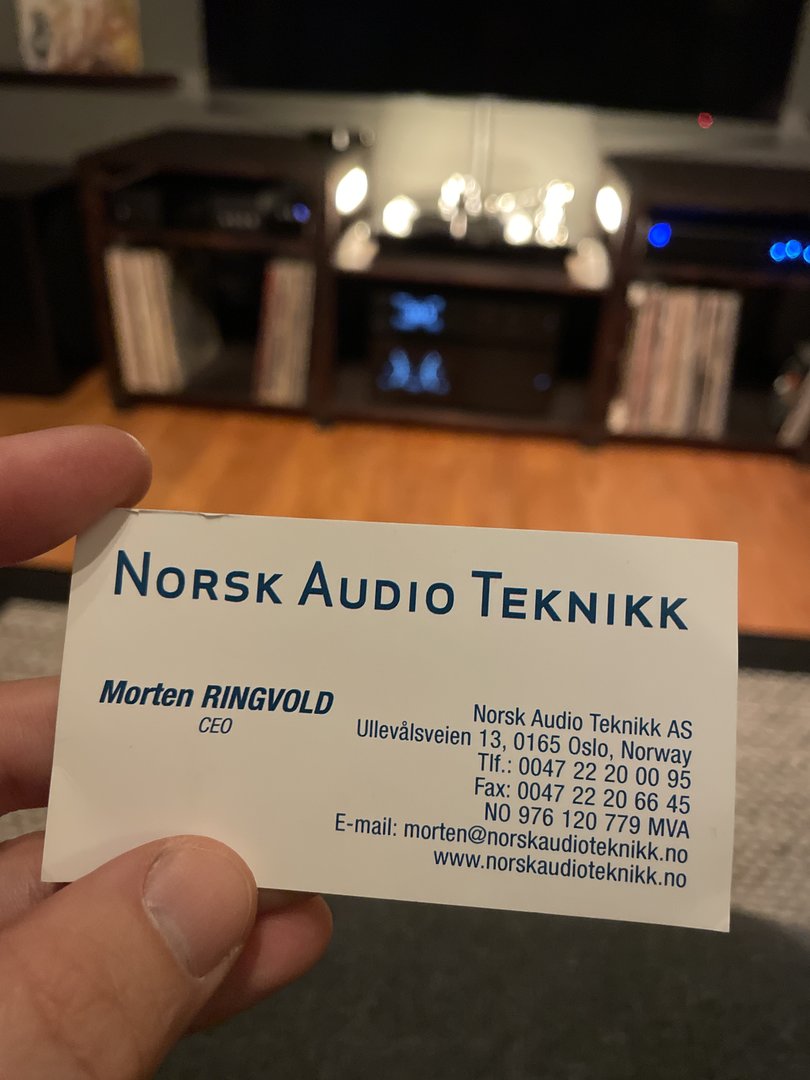 Norsk Audio Teknikk
Morten RINGVOLD
CEO
Norsk Audio Teknikk AS
Ullevålsveien 13, 0165 Oslo, Norway
Tlf.: 0047 22 20 00 95
Fax: 0047 22 20 66 45
NO 976 120 779 MVA
E-mail: morten@norskaudioteknikk.no
www.norskaudioteknikk.no